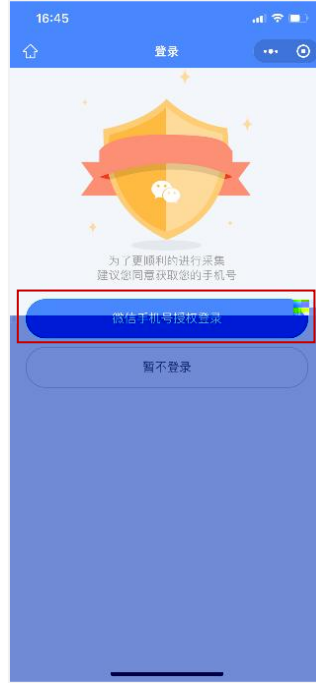 16:45
登录
为了更顺利的进行采集
建议您同意获取您的手机号
微信手机号授权登录
暂不登录